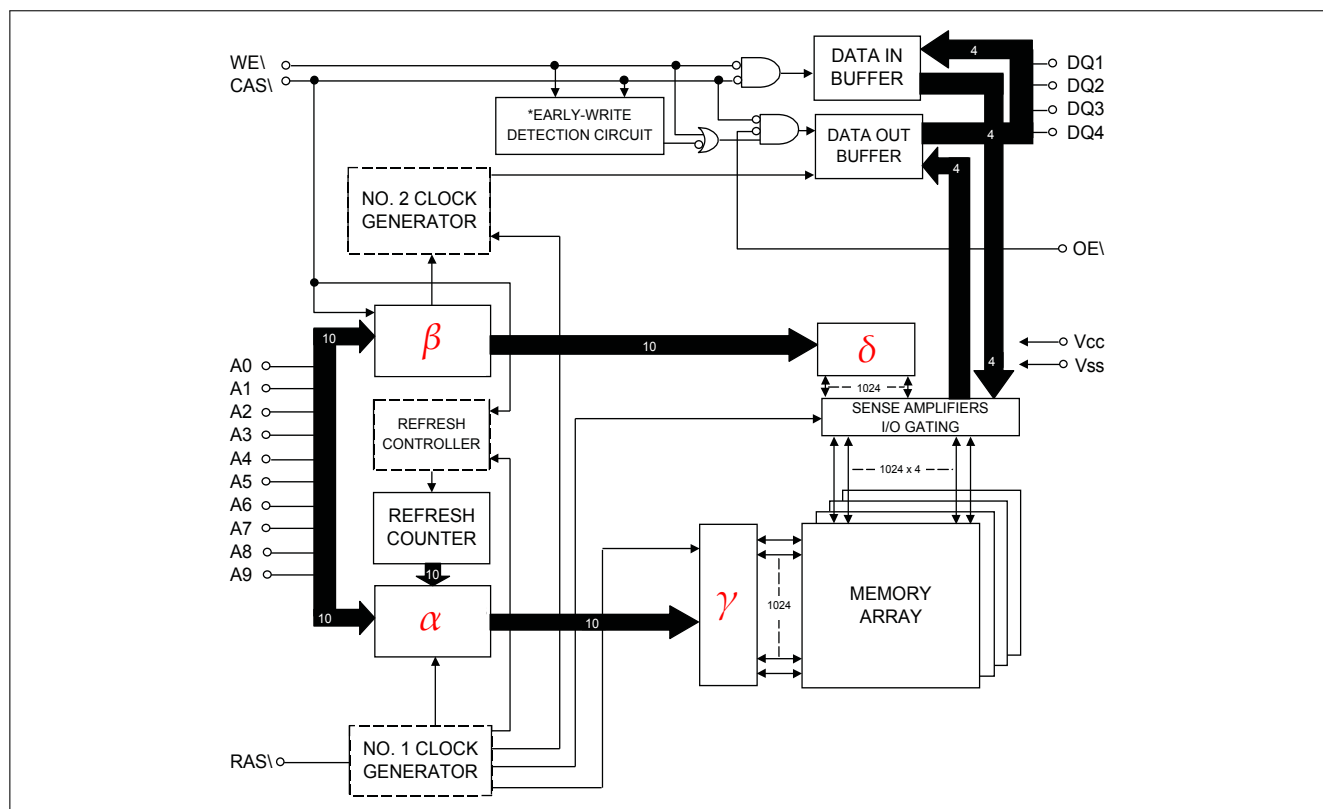 WE\
CAS\
DATA IN
BUFFER
4
DQ1
DQ2
DQ3
DQ4
*EARLY-WRITE
DETECTION CIRCUIT
DATA OUT
BUFFER
4
4
NO. 2 CLOCK
GENERATOR
OE\
10
β
10
δ
4
Vcc
Vss
1024
A0
A1
A2
A3
A4
A5
A6
A7
A8
A9
SENSE AMPLIFIERS
I/O GATING
REFRESH
CONTROLLER
1024 x 4
REFRESH
COUNTER
10
10
α
10
γ
1024
MEMORY
ARRAY
RAS\
NO. 1 CLOCK
GENERATOR